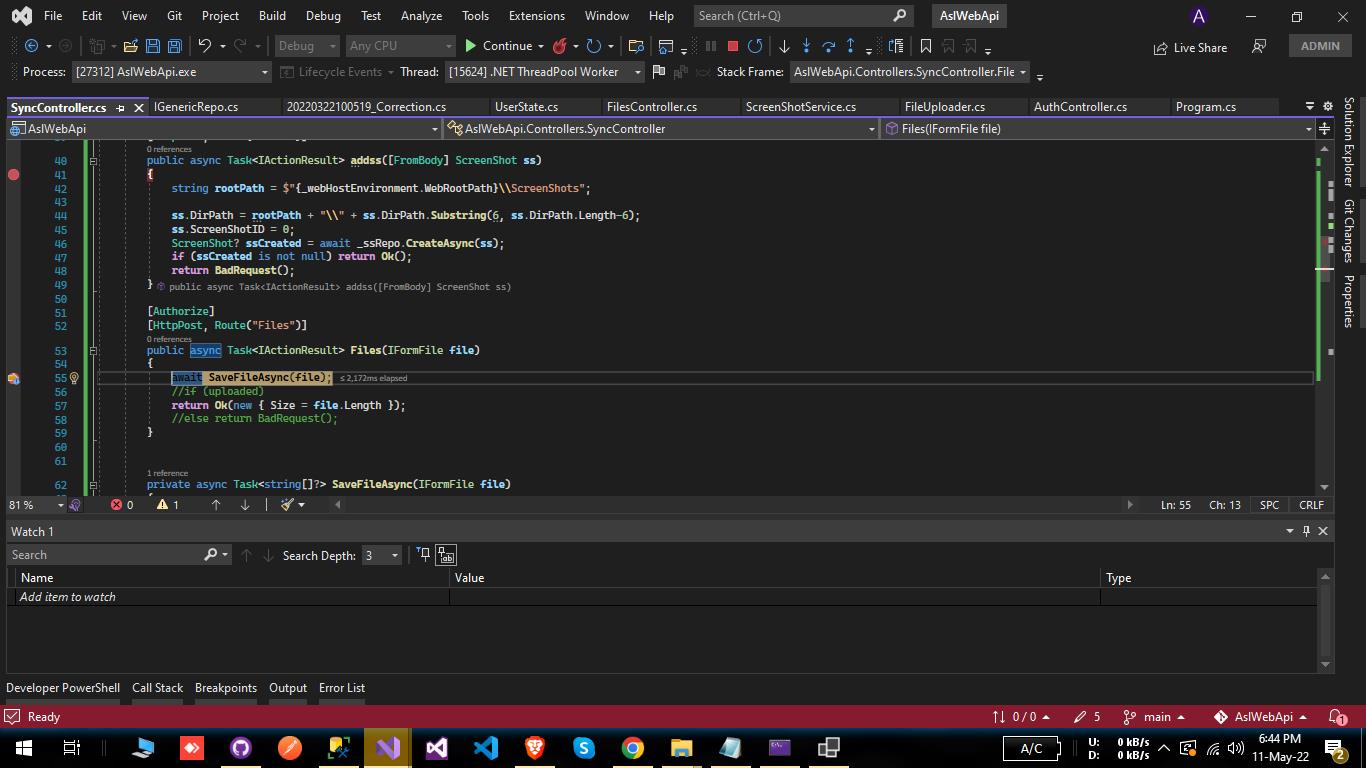 File Edit View Git Project Build Debug Test Analyze Tools Extensions Window Help Search (Ctrl+Q) AslWebApi A
Debug Any CPU Continue Live Share ADMIN
Process: [27312] AslWebApi.exe Lifecycle Events Thread: [15624] .NET ThreadPool Worker Stack Frame: AslWebApi.Controllers.SyncController.File
SyncController.cs IGenericRepo.cs 20220322100519_Correction.cs UserState.cs FilesController.cs ScreenShotService.cs FileUploader.cs AuthController.cs Program.cs
AslWebApi AslWebApi.Controllers.SyncController Files(IFormFile file)
0 references
40 public async Task<IActionResult> addss([FromBody] ScreenShot ss)
41 {
42 string rootPath = $"{_webHostEnvironment.WebRootPath}\\ScreenShots";
43
44 ss.DirPath = rootPath + "\\" + ss.DirPath.Substring(6, ss.DirPath.Length-6);
45 ss.ScreenShotID = 0;
46 ScreenShot? ssCreated = await _ssRepo.CreateAsync(ss);
47 if (ssCreated is not null) return Ok();
48 return BadRequest();
49 } public async Task<IActionResult> addss([FromBody] ScreenShot ss)
50
51 [Authorize]
52 [HttpPost, Route("Files")]
0 references
53 public async Task<IActionResult> Files(IFormFile file)
54 {
55 await SaveFileAsync(file); ≤ 2,172ms elapsed
56 //if (uploaded)
57 return Ok(new { Size = file.Length });
58 //else return BadRequest();
59 }
60
61
1 reference
62 private async Task<string[]?> SaveFileAsync(IFormFile file)
81 % 0 1 Ln: 55 Ch: 13 SPC CRLF
Watch 1
Search Search Depth: 3
Name Value Type
Add item to watch
Developer PowerShell Call Stack Breakpoints Output Error List
Ready 0 / 0 5 main AslWebApi 1
Solution Explorer
Git Changes
Properties
A/C U: 0 kB/s 6:44 PM
D: 0 kB/s 11-May-22 2